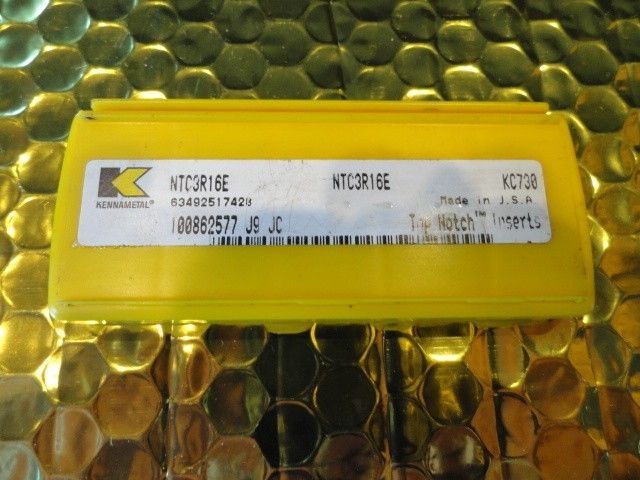 NTC3R16E NTC3R16E KC730
KENNAMETAL®
63492517428 Made in U.S.A
100862577 J9 JC Top Notch™ Inserts